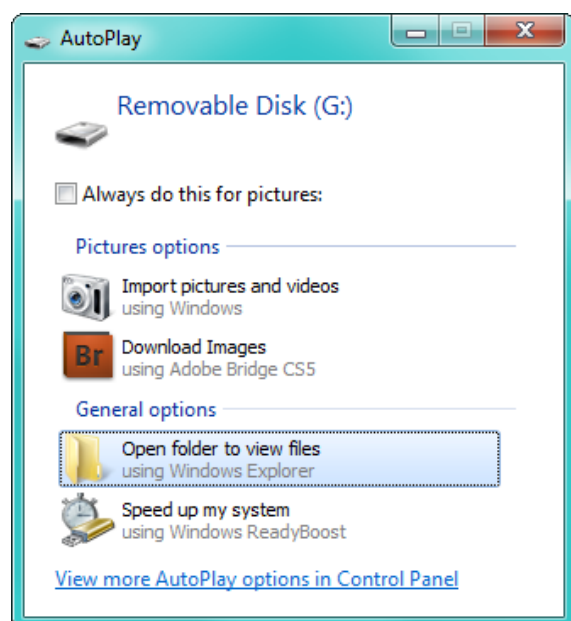 AutoPlay
Removable Disk (G:)
Always do this for pictures:
Pictures options
Import pictures and videos
using Windows
Br
Download Images
using Adobe Bridge CS5
General options
Open folder to view files
using Windows Explorer
Speed up my system
using Windows ReadyBoost
View more AutoPlay options in Control Panel